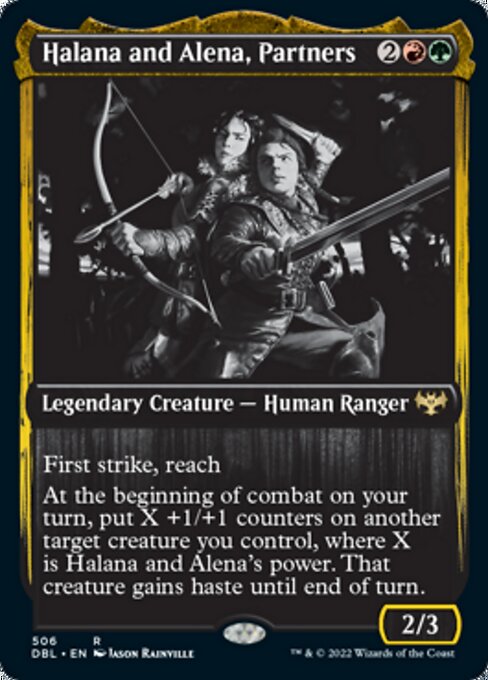 Halana and Alena, Partners 2
Legendary Creature — Human Ranger
First strike, reach
At the beginning of combat on your
turn, put X +1/+1 counters on another
target creature you control, where X
is Halana and Alena's power. That
creature gains haste until end of turn.
2/3
506 R
DBL • EN Jason Rainville
™ & © 2022 Wizards of the Coast